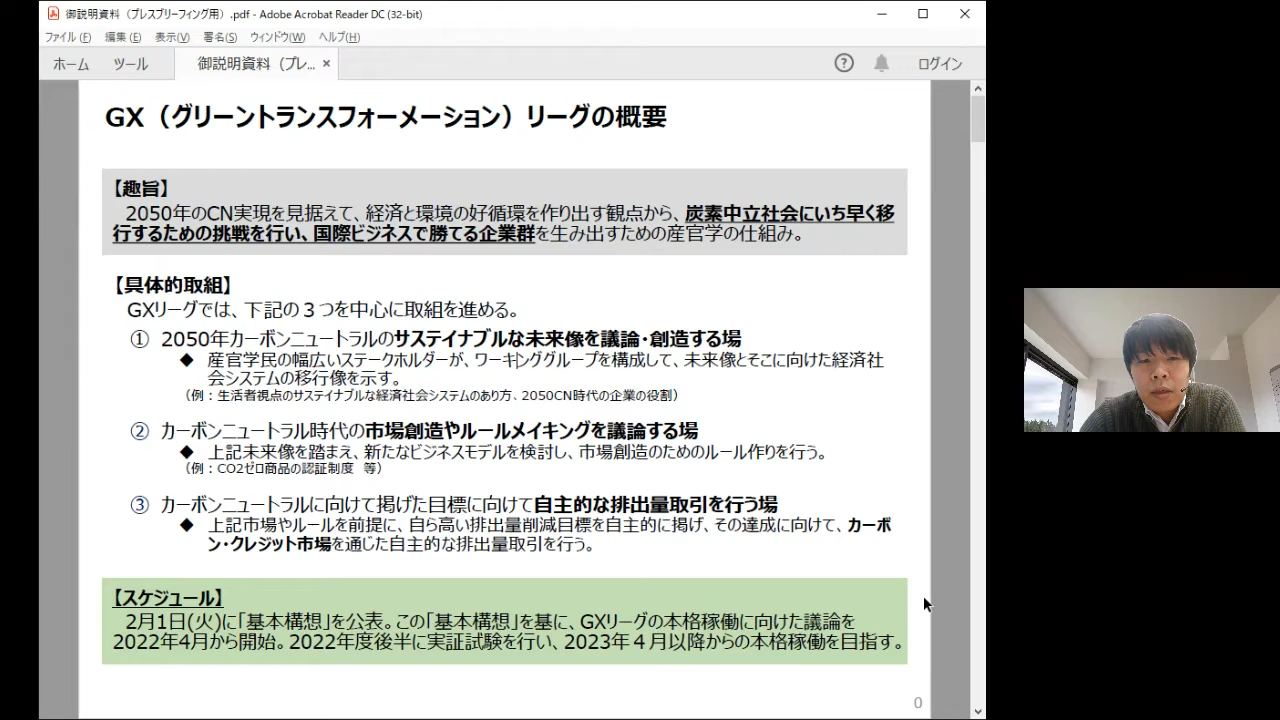 御説明資料（プレスブリーフィング用）.pdf - Adobe Acrobat Reader DC (32-bit)
ファイル(F) 編集(E) 表示(V) 署名(S) ウィンドウ(W) ヘルプ(H)
ホーム ツール 御説明資料（プレ... × ? ログイン
GX（グリーントランスフォーメーション）リーグの概要
【趣旨】
2050年のCN実現を見据えて、経済と環境の好循環を作り出す観点から、炭素中立社会にいち早く移
行するための挑戦を行い、国際ビジネスで勝てる企業群を生み出すための産官学の仕組み。
【具体的取組】
GXリーグでは、下記の３つを中心に取組を進める。
① 2050年カーボンニュートラルのサステイナブルな未来像を議論・創造する場
◆ 産官学民の幅広いステークホルダーが、ワーキンググループを構成して、未来像とそこに向けた経済社
会システムの移行像を示す。
（例：生活者視点のサステイナブルな経済社会システムのあり方、2050CN時代の企業の役割）
② カーボンニュートラル時代の市場創造やルールメイキングを議論する場
◆ 上記未来像を踏まえ、新たなビジネスモデルを検討し、市場創造のためのルール作りを行う。
（例：CO2ゼロ商品の認証制度 等）
③ カーボンニュートラルに向けて掲げた目標に向けて自主的な排出量取引を行う場
◆ 上記市場やルールを前提に、自ら高い排出量削減目標を自主的に掲げ、その達成に向けて、カーボ
ン・クレジット市場を通じた自主的な排出量取引を行う。
【スケジュール】
2月1日(火)に「基本構想」を公表。この「基本構想」を基に、GXリーグの本格稼働に向けた議論を
2022年4月から開始。2022年度後半に実証試験を行い、2023年４月以降からの本格稼働を目指す。
0